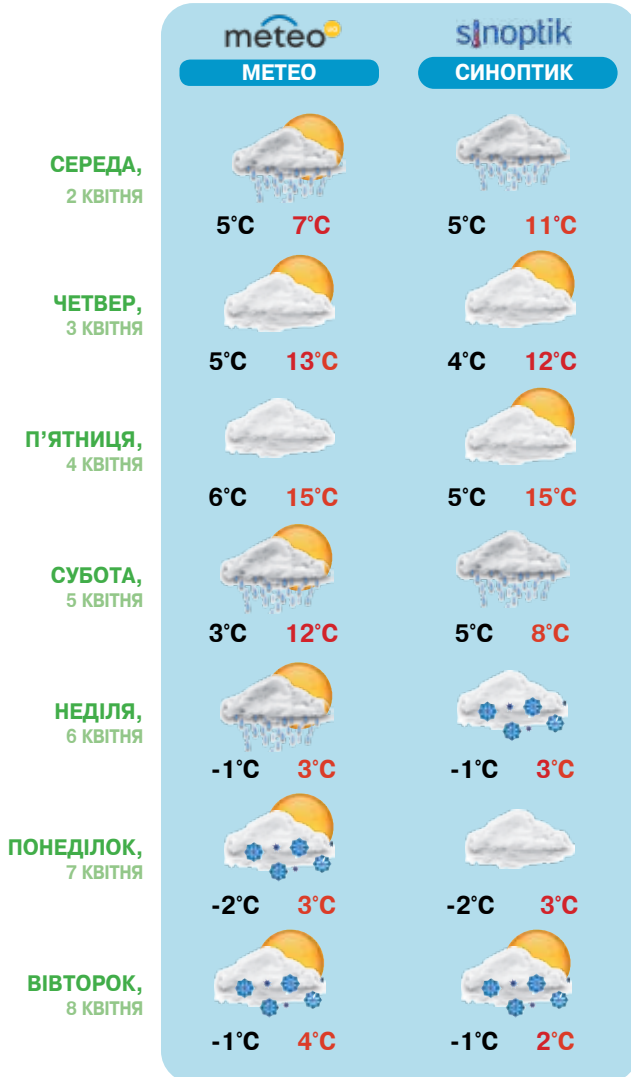 meteo UA sinoptik
МЕТЕО СИНОПТИК
СЕРЕДА,
2 КВІТНЯ
5°C 7°C 5°C 11°C
ЧЕТВЕР,
3 КВІТНЯ
5°C 13°C 4°C 12°C
П’ЯТНИЦЯ,
4 КВІТНЯ
6°C 15°C 5°C 15°C
СУБОТА,
5 КВІТНЯ
3°C 12°C 5°C 8°C
НЕДІЛЯ,
6 КВІТНЯ
-1°C 3°C -1°C 3°C
ПОНЕДІЛОК,
7 КВІТНЯ
-2°C 3°C -2°C 3°C
ВІВТОРОК,
8 КВІТНЯ
-1°C 4°C -1°C 2°C